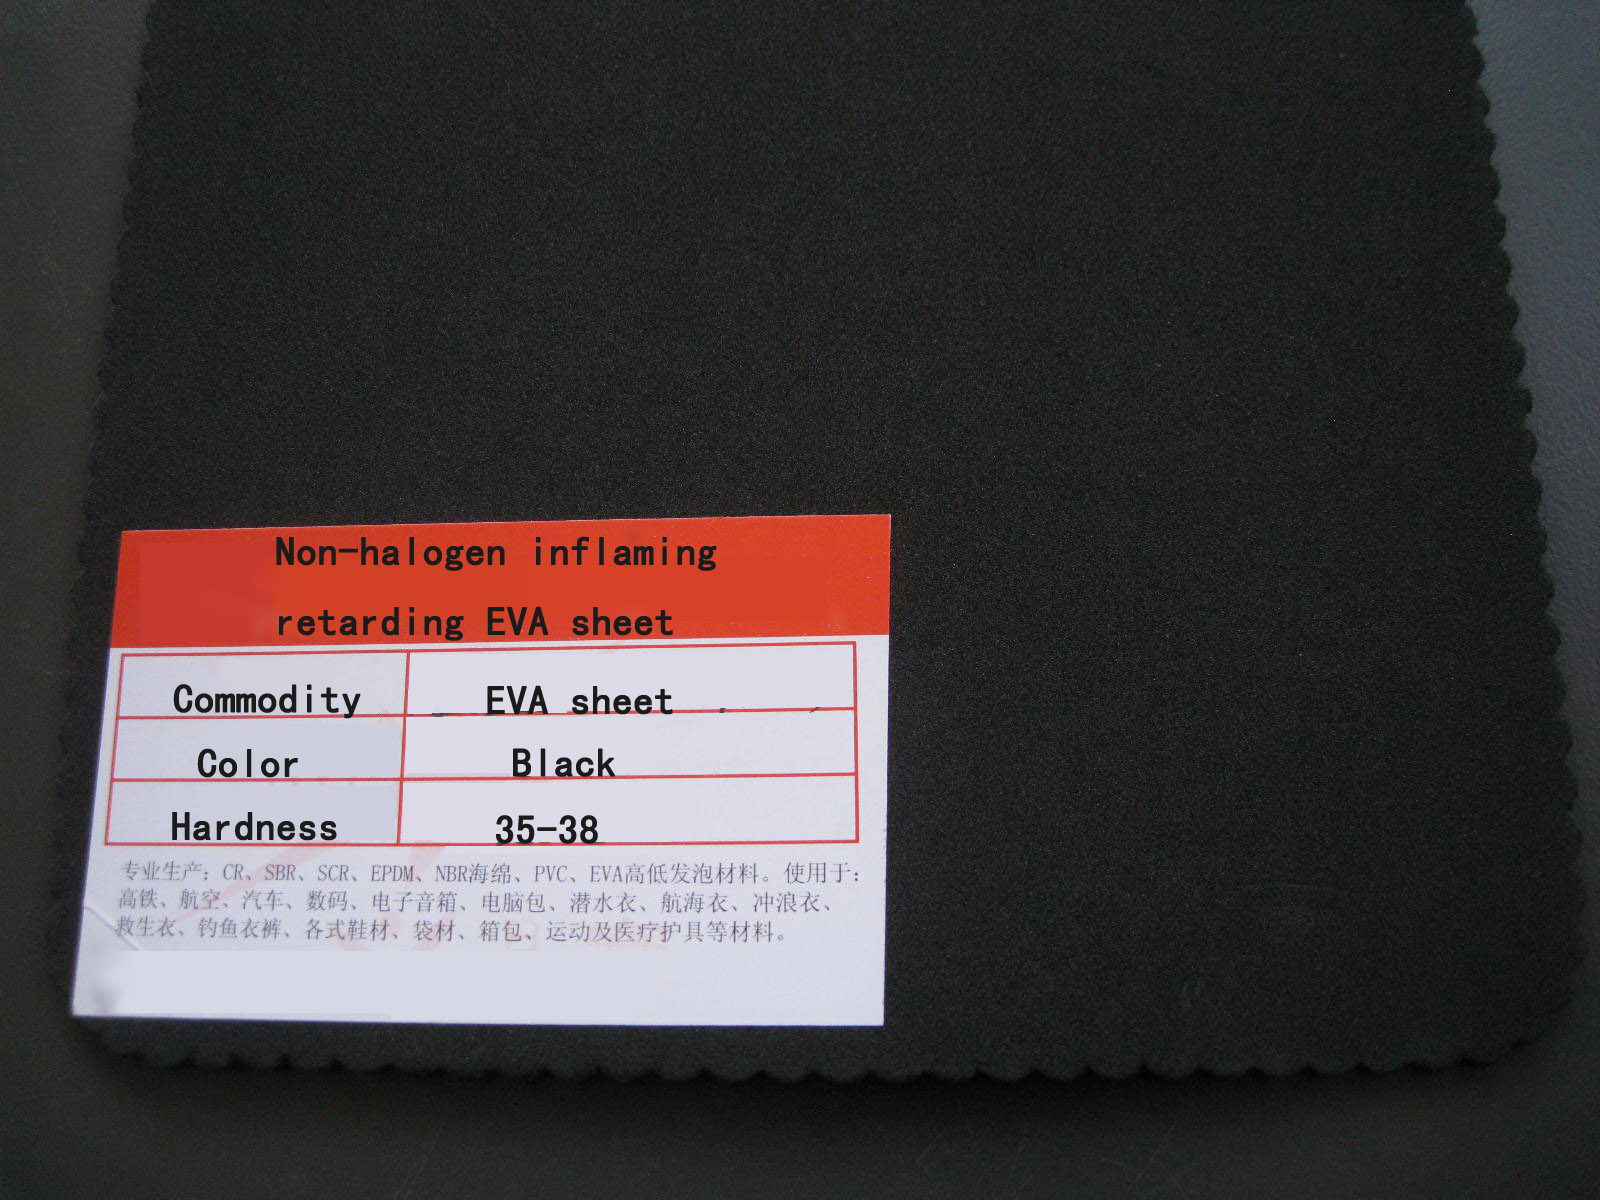 Non-halogen inflaming
retarding EVA sheet
Commodity EVA sheet
Color Black
Hardness 35-38
专业生产：CR、SBR、SCR、EPDM、NBR海绵、PVC、EVA高低发泡材料。使用于：
高铁、航空、汽车、数码、电子音箱、电脑包、潜水衣、航海衣、冲浪衣、
救生衣、钓鱼衣裤、各式鞋材、袋材、箱包、运动及医疗护具等材料。